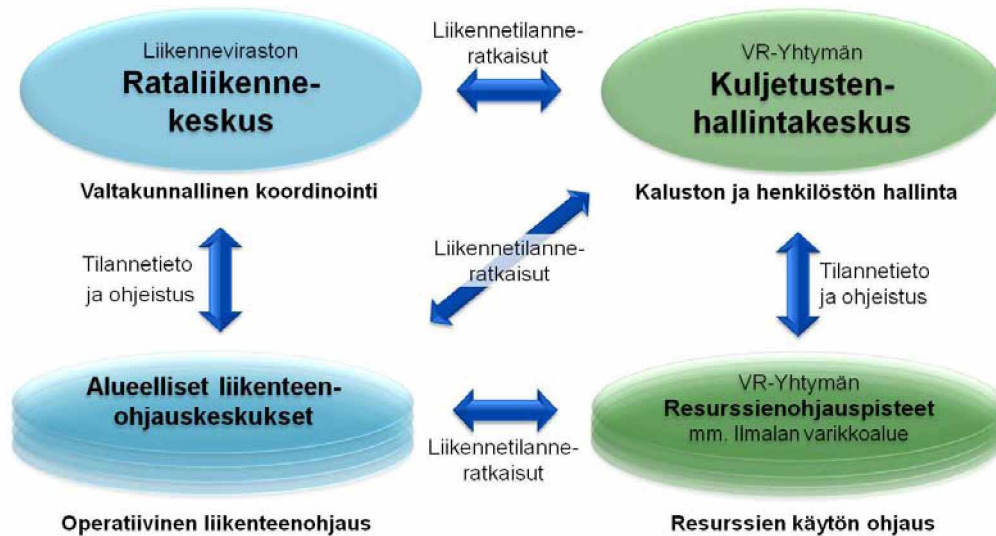 Liikenneviraston
Rataliikenne-
keskus
Liikennetilanne-
ratkaisut
VR-Yhtymän
Kuljetusten-
hallintakeskus
Valtakunnallinen koordinointi
Kaluston ja henkilöstön hallinta
Tilannetieto
ja ohjeistus
Liikennetilanne-
ratkaisut
Tilannetieto
ja ohjeistus
Alueelliset liikenteen-
ohjauskeskukset
Liikennetilanne-
ratkaisut
VR-Yhtymän
Resurssienohjauspisteet
mm. Ilmalan varikkoalue
Operatiivinen liikenteenohjaus
Resurssien käytön ohjaus